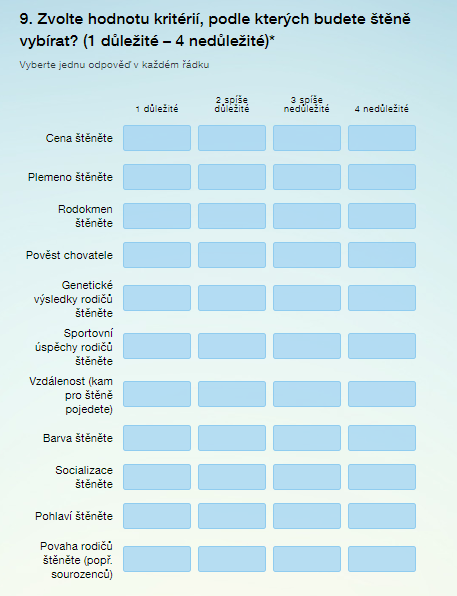 9. Zvolte hodnotu kritérií, podle kterých budete štěně
vybírat? (1 důležité – 4 nedůležité)*
Vyberte jednu odpověď v každém řádku
1 důležité
2 spíše
důležité
3 spíše
nedůležité
4 nedůležité
Cena štěněte
Plemeno štěněte
Rodokmen
štěněte
Pověst chovatele
Genetické
výsledky rodičů
štěněte
Sportovní
úspěchy rodičů
štěněte
Vzdálenost (kam
pro štěně
pojedete)
Barva štěněte
Socializace
štěněte
Pohlaví štěněte
Povaha rodičů
štěněte (popř.
sourozenců)